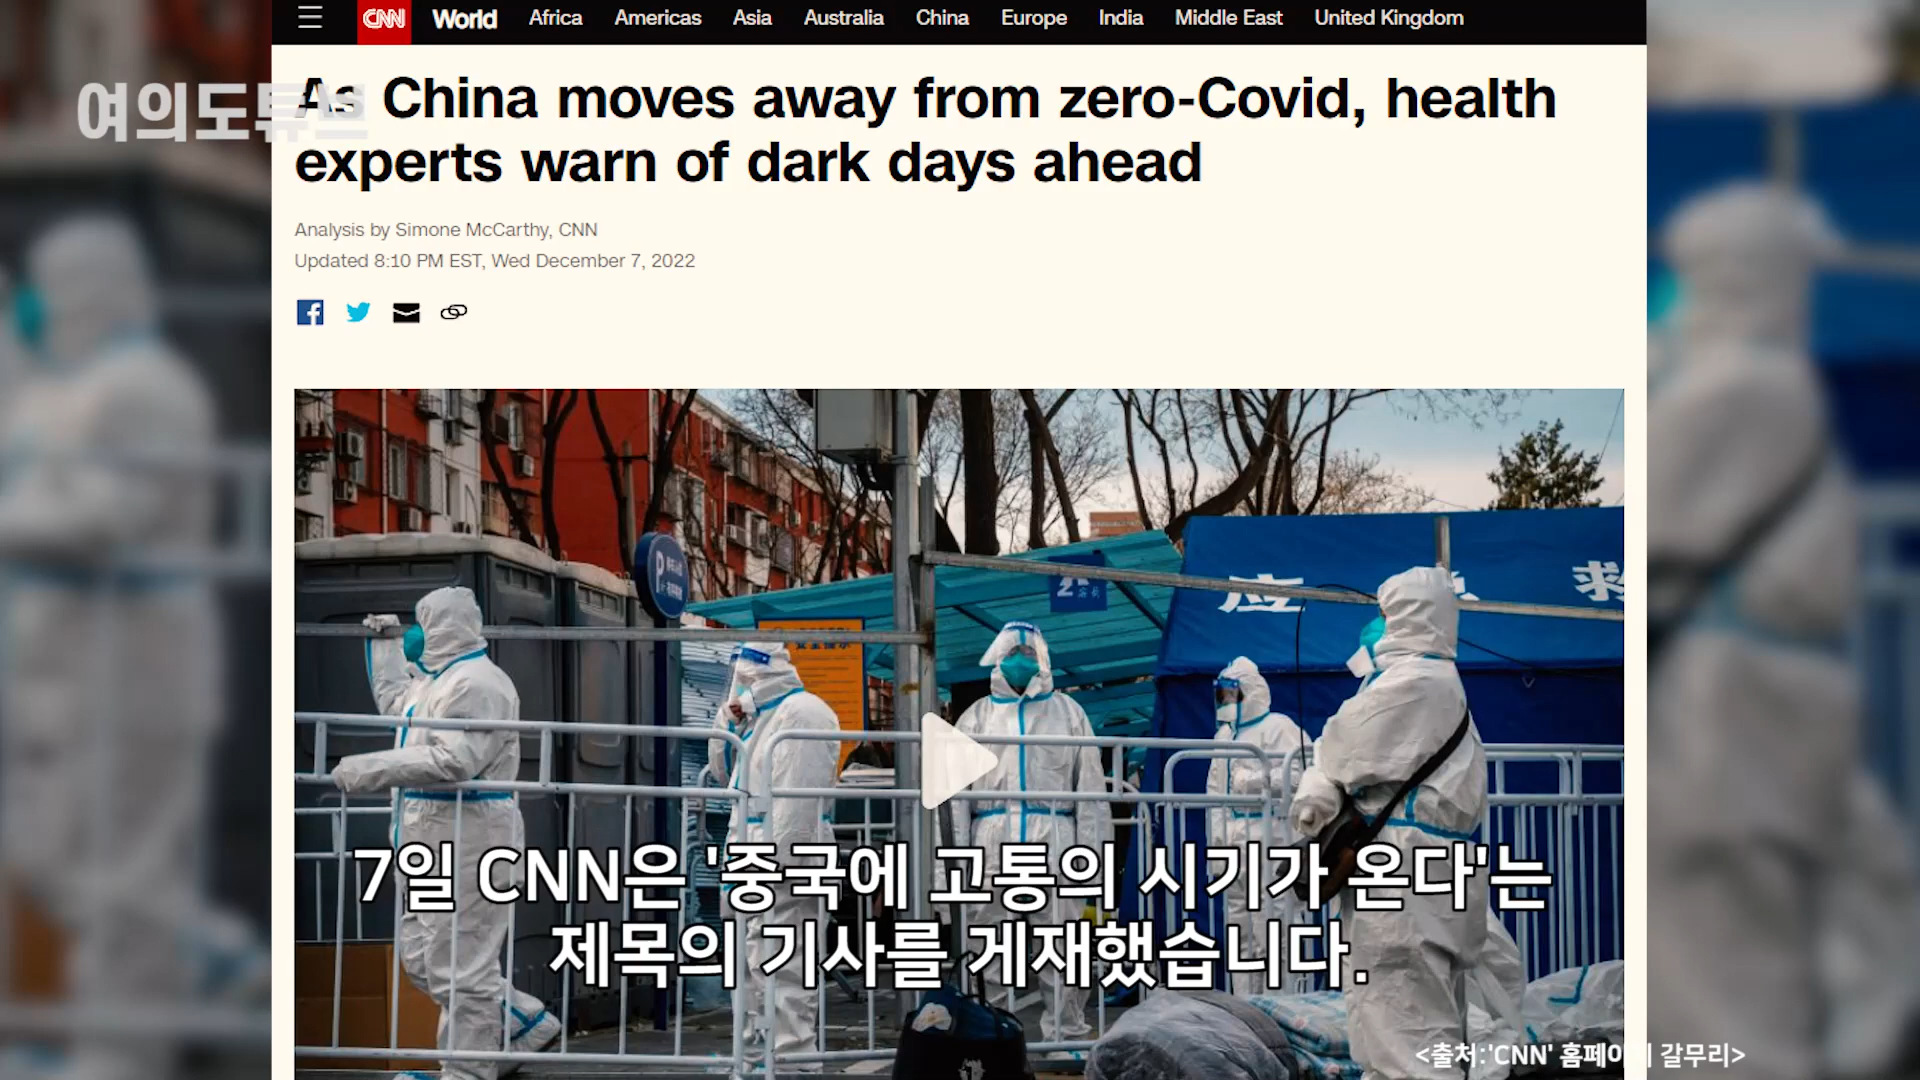 CNN World Africa Americas Asia Australia China Europe India Middle East United Kingdom
여의도튜브
As China moves away from zero-Covid, health
experts warn of dark days ahead
Analysis by Simone McCarthy, CNN
Updated 8:10 PM EST, Wed December 7, 2022
P
应 救
7일 CNN은 '중국에 고통의 시기가 온다'는
제목의 기사를 게재했습니다.
<출처:'CNN' 홈페이지 갈무리>